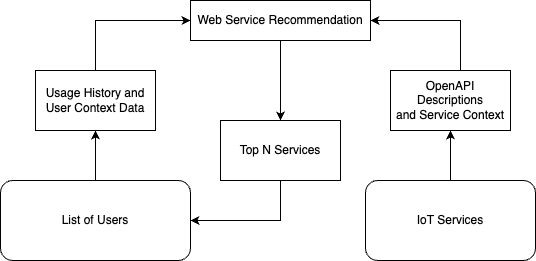 Web Service Recommendation
Usage History and
User Context Data
OpenAPI
Descriptions
and Service Context
Top N Services
List of Users
IoT Services